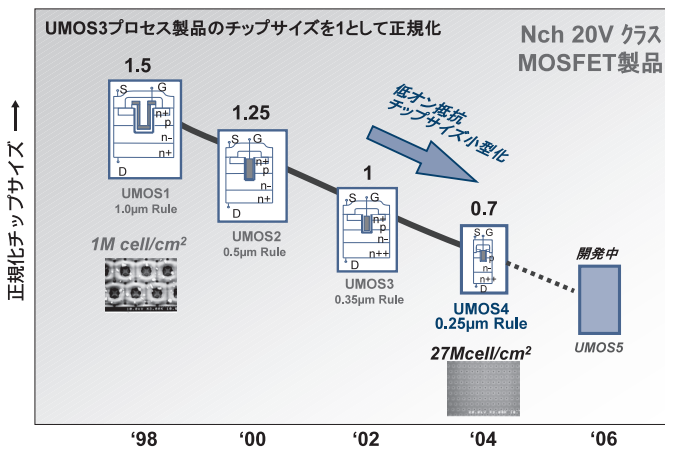 UMOS3プロセス製品のチップサイズを1として正規化
Nch 20V クラス
MOSFET製品
正規化チップサイズ
低オン抵抗
チップサイズ小型化
1.5
S G
n+
p
n-
n+
D
UMOS1
1.0μm Rule
1M cell/cm²
1.25
S G
n+
p
n-
n+
D
UMOS2
0.5μm Rule
1
S G
n+
p
n-
n++
D
UMOS3
0.35μm Rule
0.7
S G
p
n-
n++
D
UMOS4
0.25μm Rule
27Mcell/cm²
開発中
UMOS5
‘98 ‘00 ‘02 ‘04 ‘06